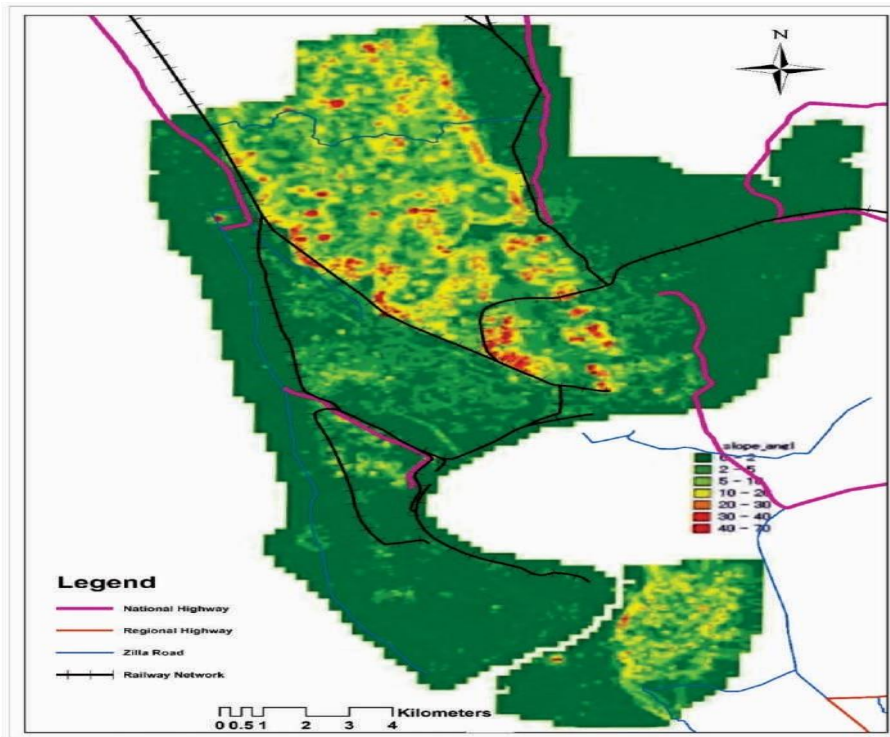 N
slope_angl
0 - 2
2 - 5
5 - 10
10 - 20
20 - 30
30 - 40
40 - 70
Legend
National Highway
Regional Highway
Zilla Road
Railway Network
0 0.5 1 2 3 4 Kilometers